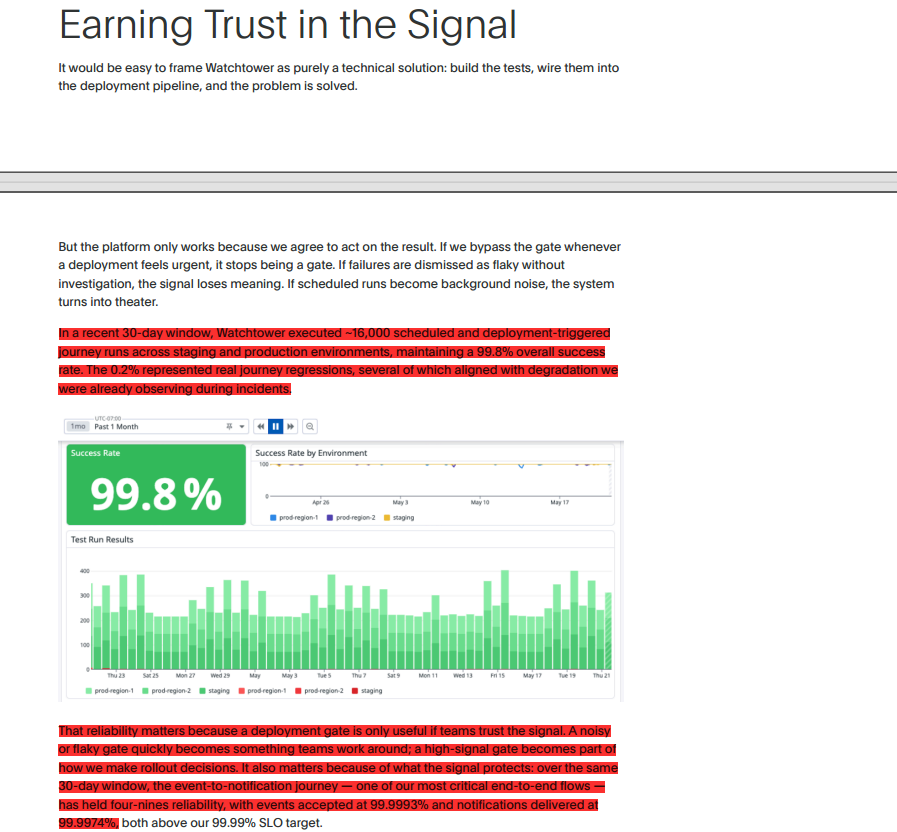 Earning Trust in the Signal
It would be easy to frame Watchtower as purely a technical solution: build the tests, wire them into
the deployment pipeline, and the problem is solved.
But the platform only works because we agree to act on the result. If we bypass the gate whenever
a deployment feels urgent, it stops being a gate. If failures are dismissed as flaky without
investigation, the signal loses meaning. If scheduled runs become background noise, the system
turns into theater.
In a recent 30-day window, Watchtower executed ~16,000 scheduled and deployment-triggered
journey runs across staging and production environments, maintaining a 99.8% overall success
rate. The 0.2% represented real journey regressions, several of which aligned with degradation we
were already observing during incidents.
UTC-07:00
1mo Past 1 Month
Success Rate
99.8%
Success Rate by Environment
100
0
Apr 26 May 3 May 10 May 17
prod-region-1 prod-region-2 staging
Test Run Results
400
300
200
100
0
Thu 23 Sat 25 Mon 27 Wed 29 May May 3 Tue 5 Thu 7 Sat 9 Mon 11 Wed 13 Fri 15 May 17 Tue 19 Thu 21
prod-region-1 prod-region-2 staging prod-region-1 prod-region-2 staging
That reliability matters because a deployment gate is only useful if teams trust the signal. A noisy
or flaky gate quickly becomes something teams work around; a high-signal gate becomes part of
how we make rollout decisions. It also matters because of what the signal protects: over the same
30-day window, the event-to-notification journey — one of our most critical end-to-end flows —
has held four-nines reliability, with events accepted at 99.9993% and notifications delivered at
99.9974%, both above our 99.99% SLO target.